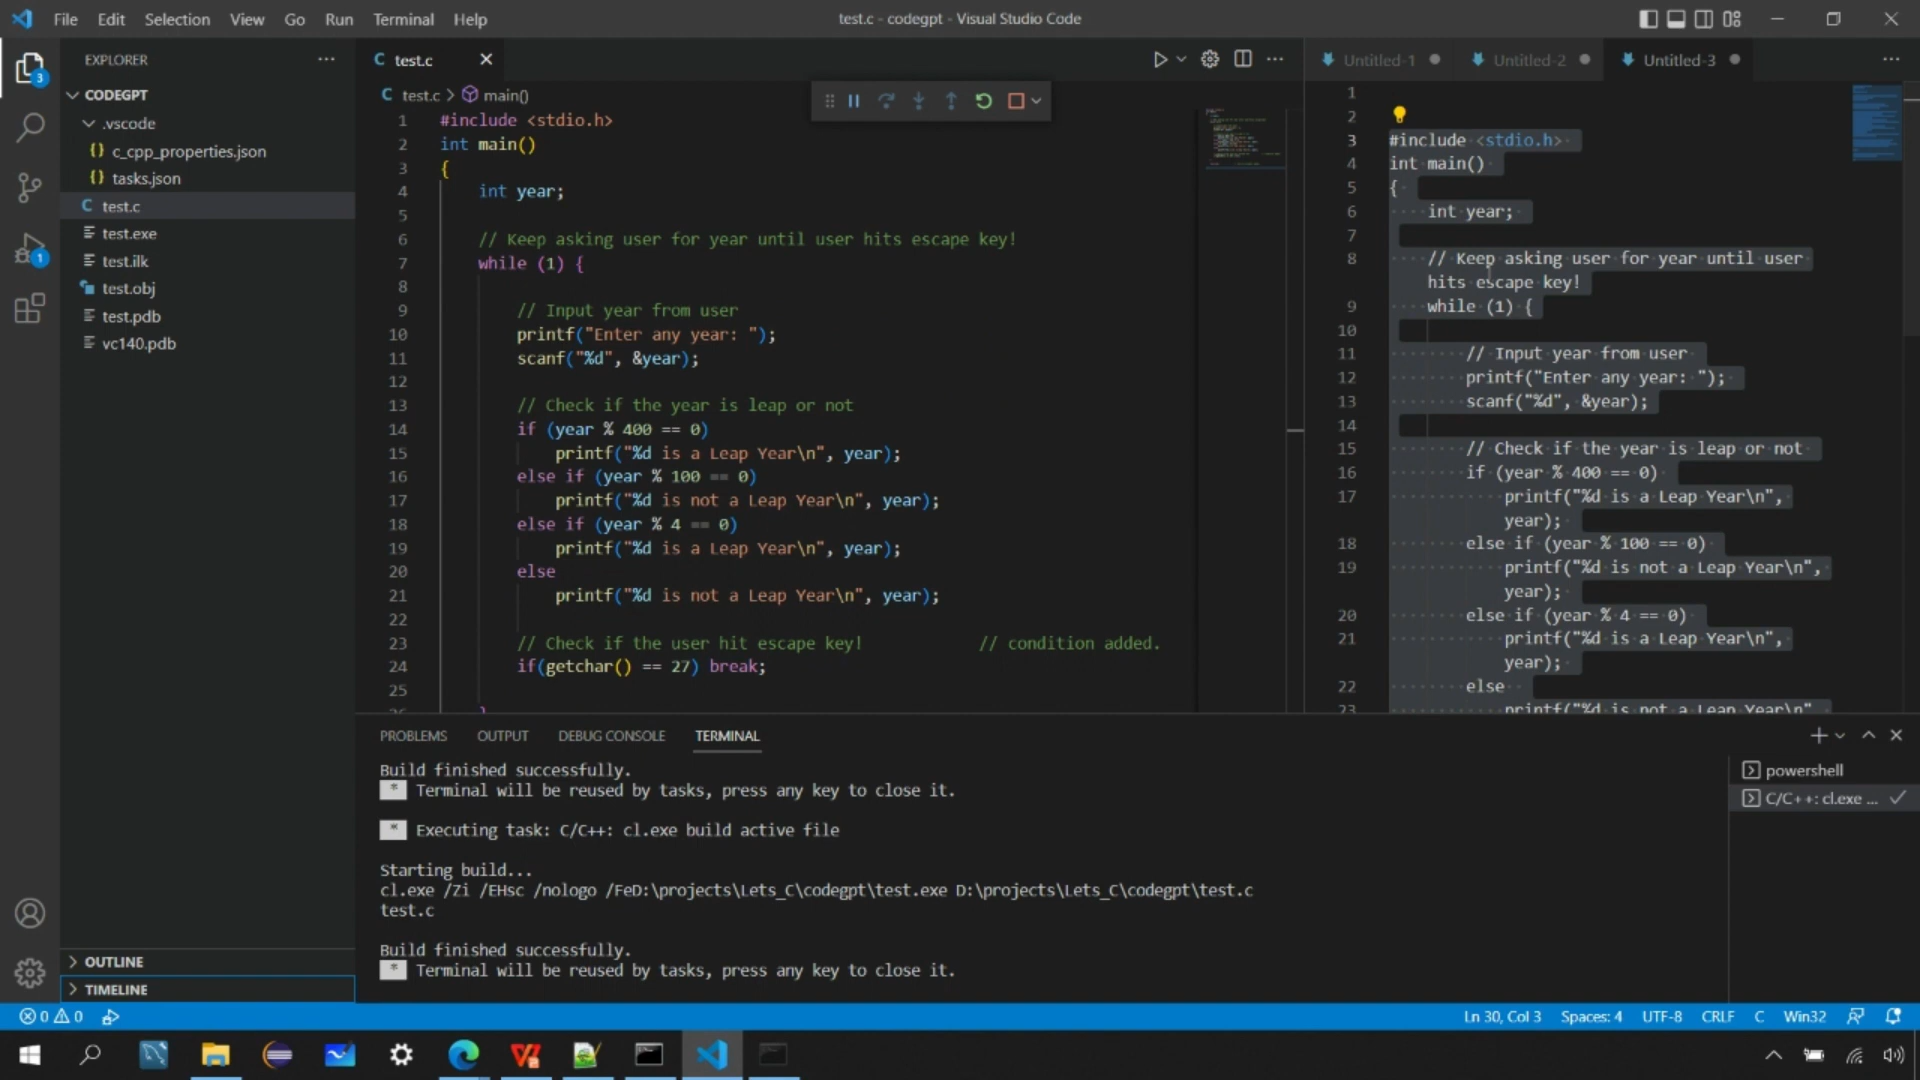 File Edit Selection View Go Run Terminal Help
test.c - codegpt - Visual Studio Code
EXPLORER
CODEGPT
.vscode
c_cpp_properties.json
tasks.json
test.c
test.exe
test.ilk
test.obj
test.pdb
vc140.pdb
OUTLINE
TIMELINE
3
1
test.c
test.c > main()
1 #include <stdio.h>
2 int main()
3 {
4 int year;
5
6 // Keep asking user for year until user hits escape key!
7 while (1) {
8
9 // Input year from user
10 printf("Enter any year: ");
11 scanf("%d", &year);
12
13 // Check if the year is leap or not
14 if (year % 400 == 0)
15 printf("%d is a Leap Year\n", year);
16 else if (year % 100 == 0)
17 printf("%d is not a Leap Year\n", year);
18 else if (year % 4 == 0)
19 printf("%d is a Leap Year\n", year);
20 else
21 printf("%d is not a Leap Year\n", year);
22
23 // Check if the user hit escape key! // condition added.
24 if(getchar() == 27) break;
25
26 }
Untitled-1 Untitled-2 Untitled-3
1
2
3 #include <stdio.h>
4 int main()
5 {
6 int year;
7
8 // Keep asking user for year until user
hits escape key!
9 while (1) {
10
11 // Input year from user
12 printf("Enter any year: ");
13 scanf("%d", &year);
14
15 // Check if the year is leap or not
16 if (year % 400 == 0)
17 printf("%d is a Leap Year\n",
year);
18 else if (year % 100 == 0)
19 printf("%d is not a Leap Year\n",
year);
20 else if (year % 4 == 0)
21 printf("%d is a Leap Year\n",
year);
22 else
23 printf("%d is not a Leap Year\n",
PROBLEMS OUTPUT DEBUG CONSOLE TERMINAL
Build finished successfully.
* Terminal will be reused by tasks, press any key to close it.
* Executing task: C/C++: cl.exe build active file
Starting build...
cl.exe /Zi /EHsc /nologo /FeD:\projects\Lets_C\codegpt\test.exe D:\projects\Lets_C\codegpt\test.c
test.c
Build finished successfully.
* Terminal will be reused by tasks, press any key to close it.
powershell
C/C++: cl.exe ...
0 0
Ln 30, Col 3 Spaces: 4 UTF-8 CRLF C Win32